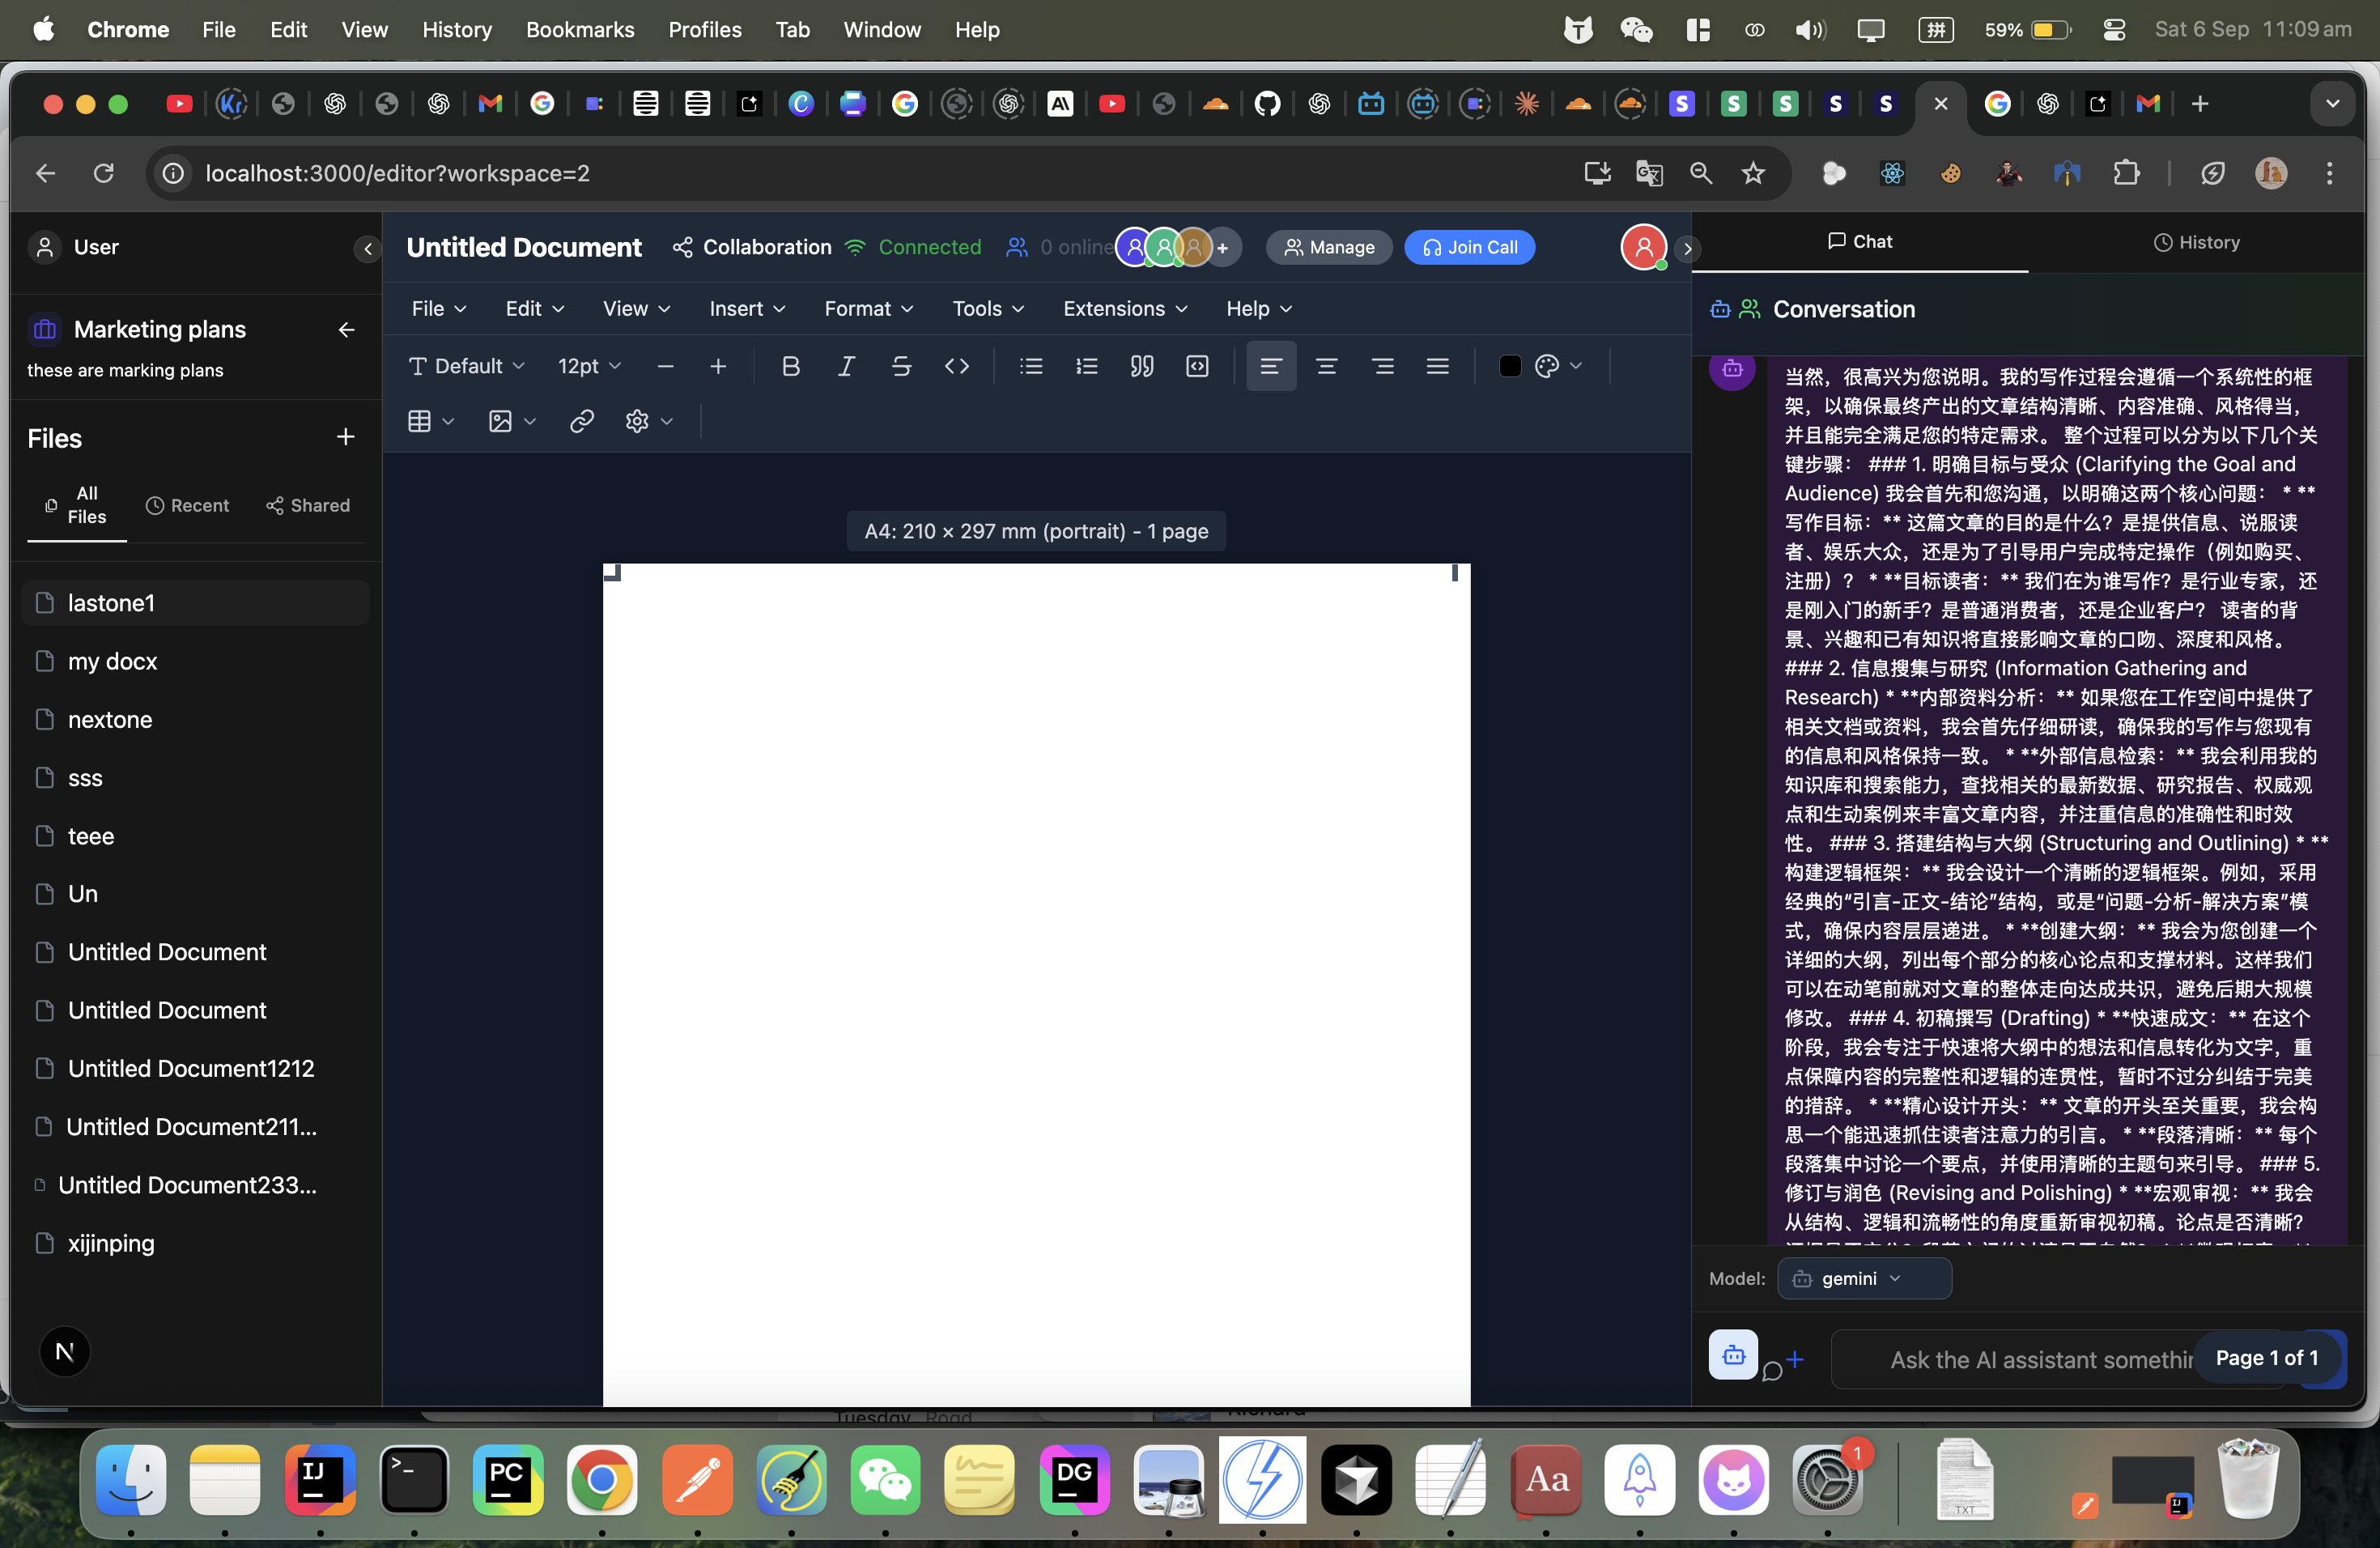 Chrome File Edit View History Bookmarks Profiles Tab Window Help
拼 59% Sat 6 Sep 11:09 am
localhost:3000/editor?workspace=2
User
Marketing plans
these are marking plans
Files
All Files
Recent
Shared
lastone1
my docx
nextone
sss
teee
Un
Untitled Document
Untitled Document
Untitled Document1212
Untitled Document211...
Untitled Document233...
xijinping
N
Untitled Document Collaboration Connected 0 online + Manage Join Call
File Edit View Insert Format Tools Extensions Help
Default 12pt
A4: 210 × 297 mm (portrait) - 1 page
Chat History
Conversation
当然，很高兴为您说明。我的写作过程会遵循一个系统性的框
架，以确保最终产出的文章结构清晰、内容准确、风格得当，
并且能完全满足您的特定需求。 整个过程可以分为以下几个关
键步骤： ### 1. 明确目标与受众 (Clarifying the Goal and
Audience) 我会首先和您沟通，以明确这两个核心问题： * **
写作目标：** 这篇文章的目的是什么？是提供信息、说服读
者、娱乐大众，还是为了引导用户完成特定操作（例如购买、
注册）？ * **目标读者：** 我们在为谁写作？是行业专家，还
是刚入门的新手？是普通消费者，还是企业客户？ 读者的背
景、兴趣和已有知识将直接影响文章的口吻、深度和风格。
### 2. 信息搜集与研究 (Information Gathering and
Research) * **内部资料分析：** 如果您在工作空间中提供了
相关文档或资料，我会首先仔细研读，确保我的写作与您现有
的信息和风格保持一致。 * **外部信息检索：** 我会利用我的
知识库和搜索能力，查找相关的最新数据、研究报告、权威观
点和生动案例来丰富文章内容，并注重信息的准确性和时效
性。 ### 3. 搭建结构与大纲 (Structuring and Outlining) * **
构建逻辑框架：** 我会设计一个清晰的逻辑框架。例如，采用
经典的“引言-正文-结论”结构，或是“问题-分析-解决方案”模
式，确保内容层层递进。 * **创建大纲：** 我会为您创建一个
详细的大纲，列出每个部分的核心论点和支撑材料。这样我们
可以在动笔前就对文章的整体走向达成共识，避免后期大规模
修改。 ### 4. 初稿撰写 (Drafting) * **快速成文：** 在这个
阶段，我会专注于快速将大纲中的想法和信息转化为文字，重
点保障内容的完整性和逻辑的连贯性，暂时不过分纠结于完美
的措辞。 * **精心设计开头：** 文章的开头至关重要，我会构
思一个能迅速抓住读者注意力的引言。 * **段落清晰：** 每个
段落集中讨论一个要点，并使用清晰的主题句来引导。 ### 5.
修订与润色 (Revising and Polishing) * **宏观审视：** 我会
从结构、逻辑和流畅性的角度重新审视初稿。论点是否清晰？
Model: gemini
Ask the AI assistant somethin
Page 1 of 1
Tuesday Road
IJ
PC
DG
Aa
1
TXT